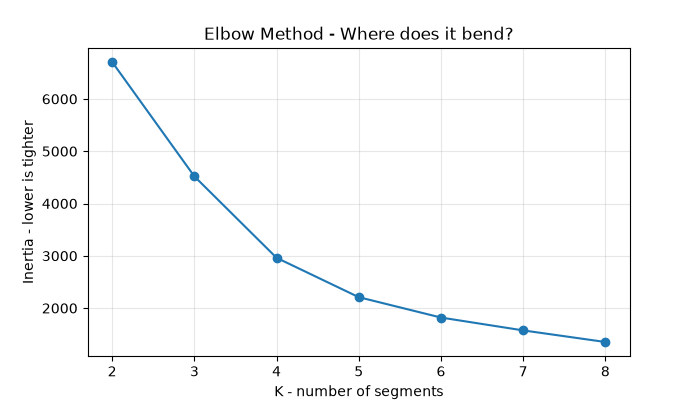 Elbow Method - Where does it bend?
Inertia - lower is tighter
6000
5000
4000
3000
2000
2 3 4 5 6 7 8
K - number of segments